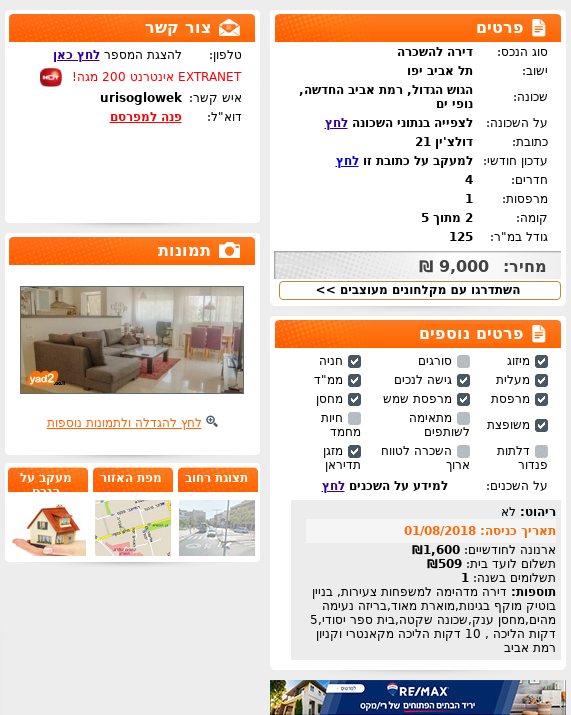 פרטים
סוג הנכס: דירה להשכרה
ישוב: תל אביב יפו
שכונה: הגוש הגדול, רמת אביב החדשה,
נופי ים
על השכונה: לצפייה בנתוני השכונה לחץ
כתובת: דולצ'ין 21
עדכון חודשי: למעקב על כתובת זו לחץ
חדרים: 4
מרפסות: 1
קומה: 2 מתוך 5
גודל במ"ר: 125
מחיר: 9,000 ₪
השתדרגו עם מקלחונים מעוצבים >>
פרטים נוספים
מיזוג סורגים חניה
מעלית גישה לנכים ממ"ד
מרפסת מרפסת שמש מחסן
משופצת מתאימה לשותפים חיות מחמד
דלתות פנדור השכרה לטווח ארוך מזגן תדיראן
על השכנים: למידע על השכנים לחץ
ריהוט: לא
תאריך כניסה: 01/08/2018
ארנונה לחודשיים: ₪1,600
תשלום לועד בית: ₪509
תשלומים בשנה: 1
תוספות: דירה מדהימה למשפחות צעירות, בניין
בוטיק מוקף בגינות,מוארת מאוד,בריזה נעימה
מהים,מחסן ענק,שכונה שקטה,בית ספר יסודי,5
דקות הליכה , 10 דקות הליכה מקאנטרי וקניון
רמת אביב
RE/MAX
יריד הבתים הפתוחים של רי/מקס
צור קשר
טלפון: להצגת המספר לחץ כאן
EXTRANET אינטרנט 200 מגה! HOT
איש קשר: urisoglowek
דוא"ל: פנה למפרסם
תמונות
yad2
לחץ להגדלה ולתמונות נוספות
תצוגת רחוב
מפת האזור
מעקב על
הנכס